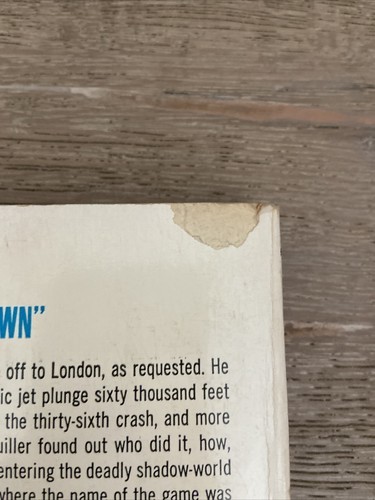 WN"
off to London, as requested. He
ic jet plunge sixty thousand feet
the thirty-sixth crash, and more
uiller found out who did it, how,
entering the deadly shadow-world
where the name of the game was